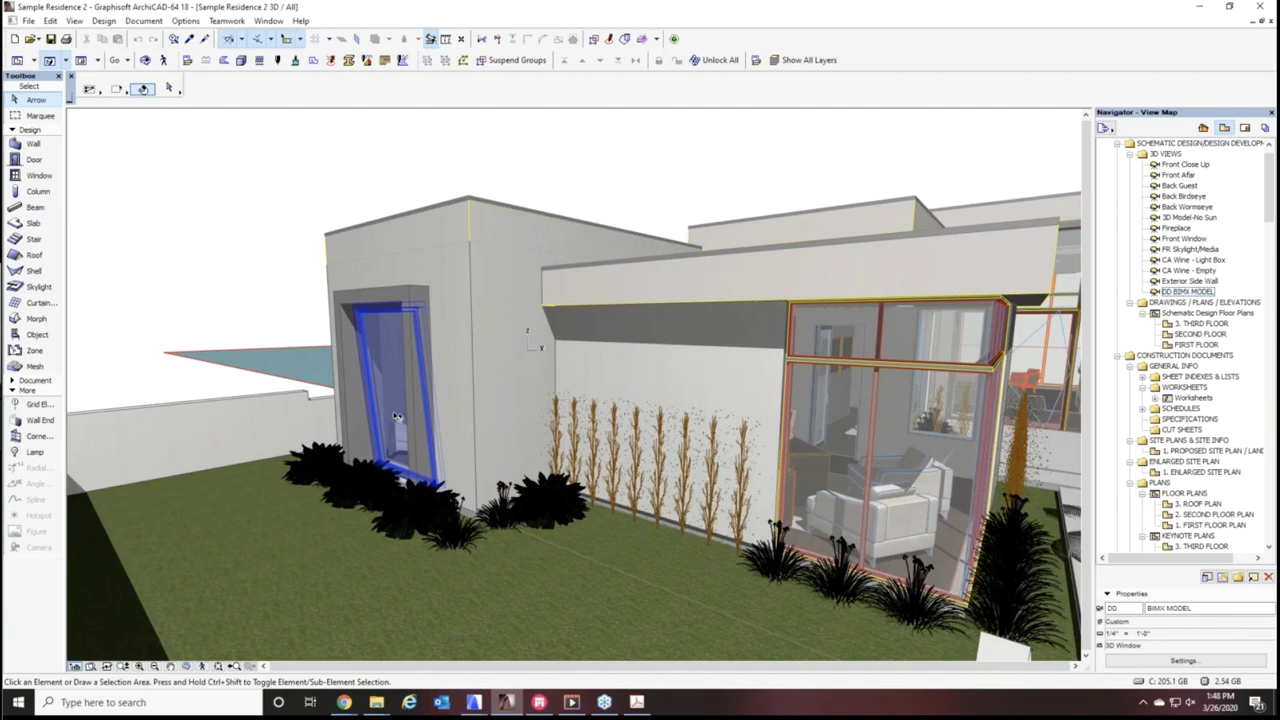 Sample Residence 2 - Graphisoft ArchiCAD-64 18 - [Sample Residence 2 3D / All]
File Edit View Design Document Options Teamwork Window Help
Go
Suspend Groups
Unlock All
Show All Layers
Toolbox
Select
Arrow
Marquee
Design
Wall
Door
Window
Column
Beam
Slab
Stair
Roof
Shell
Skylight
Curtain...
Morph
Object
Zone
Mesh
Document
More
Grid El...
Wall End
Corne...
Lamp
Radial...
Angle ...
Spline
Hotspot
Figure
Camera
z
y
Navigator - View Map
SCHEMATIC DESIGN/DESIGN DEVELOPM
3D VIEWS
Front Close Up
Front Afar
Back Guest
Back Birdseye
Back Wormseye
3D Model-No Sun
Fireplace
Front Window
FR Skylight/Media
CA Wine - Light Box
CA Wine - Empty
Exterior Side Wall
DD BIMX MODEL
DRAWINGS / PLANS / ELEVATIONS
Schematic Design Floor Plans
3. THIRD FLOOR
SECOND FLOOR
FIRST FLOOR
CONSTRUCTION DOCUMENTS
GENERAL INFO
SHEET INDEXES & LISTS
WORKSHEETS
Worksheets
SCHEDULES
SPECIFICATIONS
CUT SHEETS
SITE PLANS & SITE INFO
1. PROPOSED SITE PLAN / LAND
ENLARGED SITE PLAN
1. ENLARGED SITE PLAN
PLANS
FLOOR PLANS
3. ROOF PLAN
2. SECOND FLOOR PLAN
1. FIRST FLOOR PLAN
KEYNOTE PLANS
3. THIRD FLOOR
Properties
DD BIMX MODEL
Custom
1/4" = 1'-0"
3D Window
Settings...
Click an Element or Draw a Selection Area. Press and Hold Ctrl+Shift to Toggle Element/Sub-Element Selection.
C: 205.1 GB 2.54 GB
Type here to search
1:48 PM
3/26/2020
21